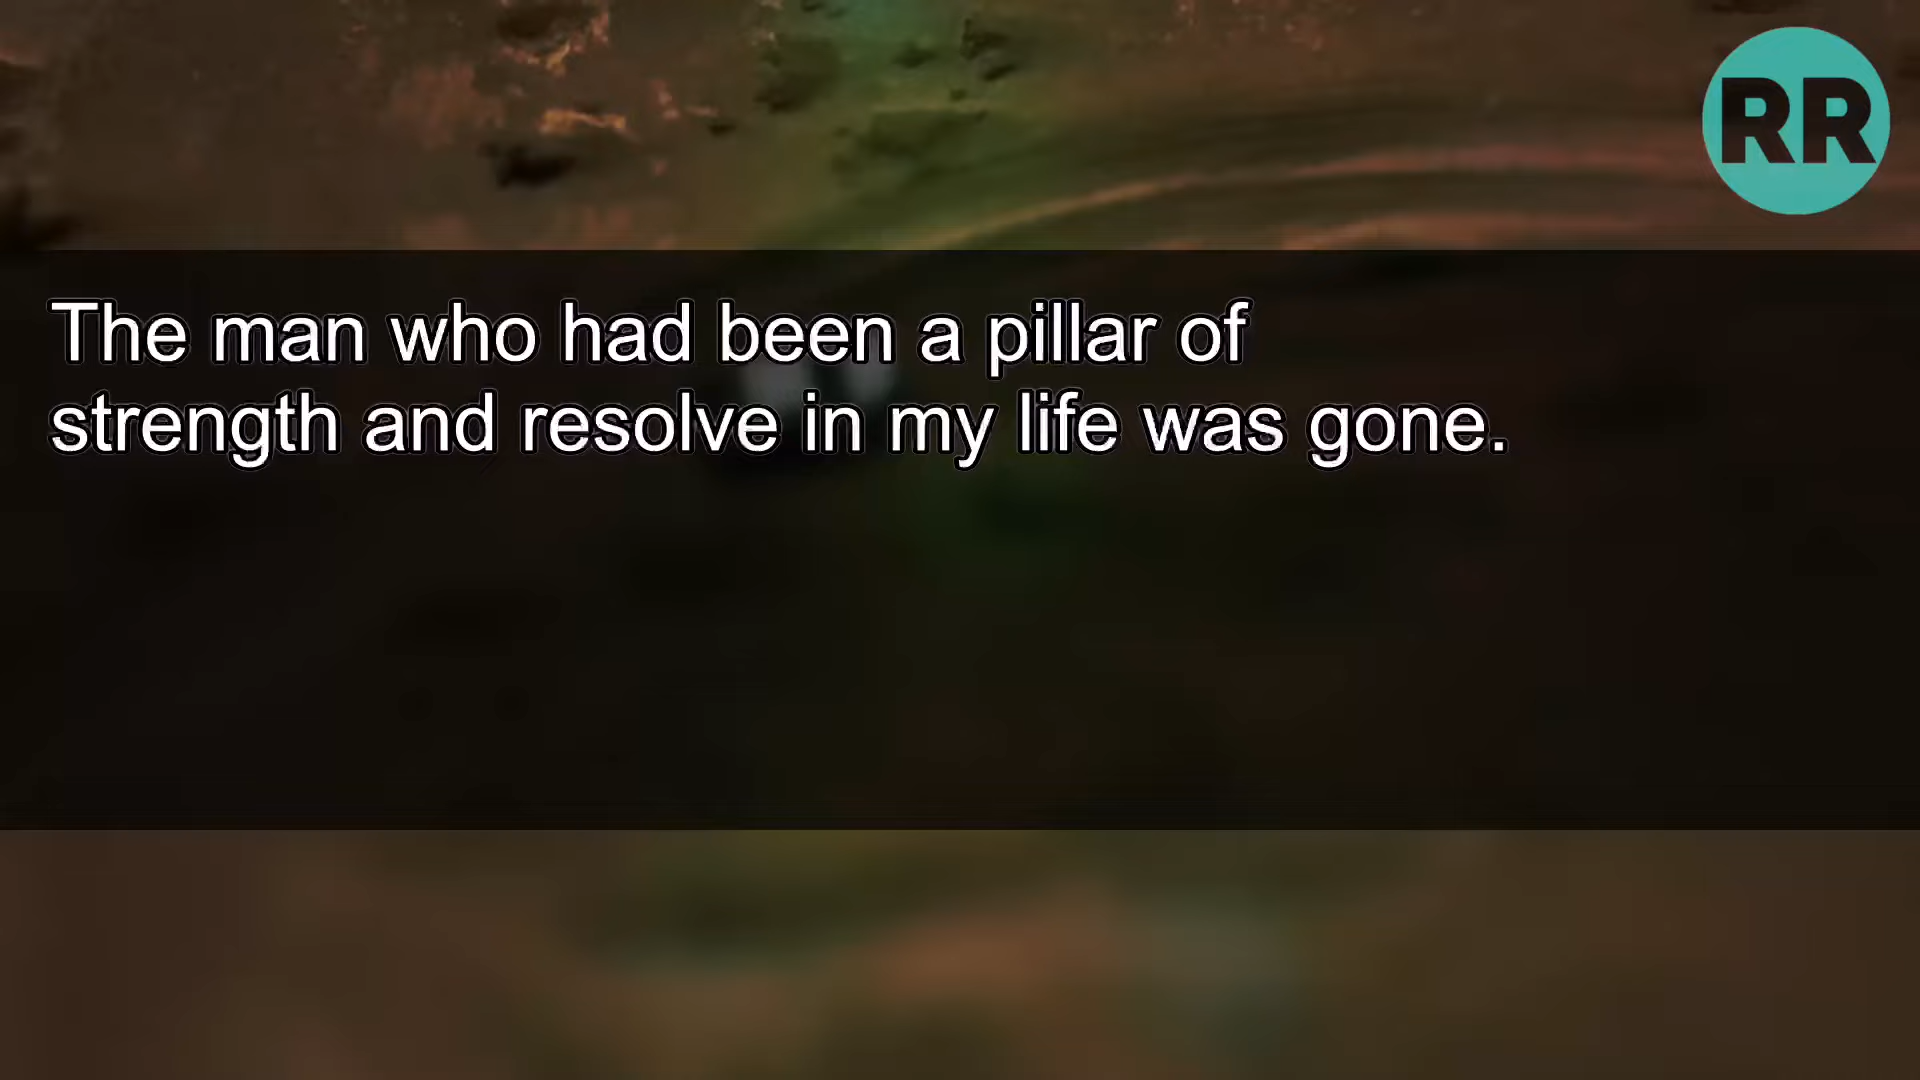 RR
The man who had been a pillar of
strength and resolve in my life was gone.